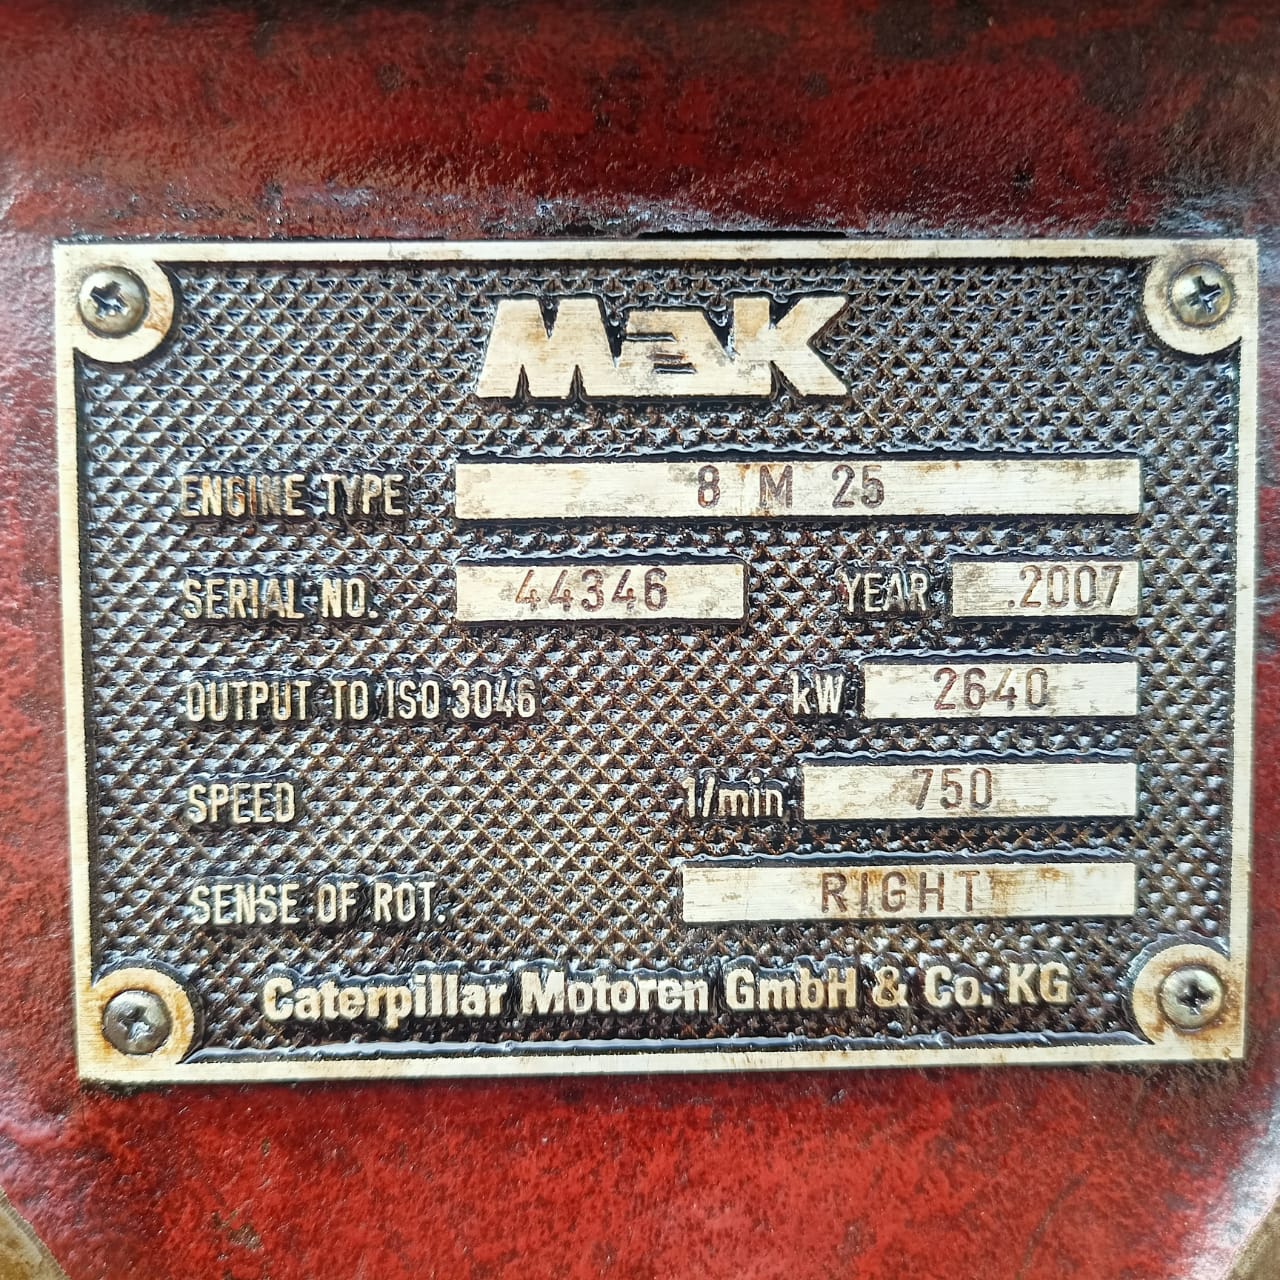 MaK
ENGINE TYPE 8 M 25
SERIAL NO. 44346 YEAR .2007
OUTPUT TO ISO 3046 kW 2640
SPEED 1/min 750
SENSE OF ROT. RIGHT
Caterpillar Motoren GmbH & Co. KG